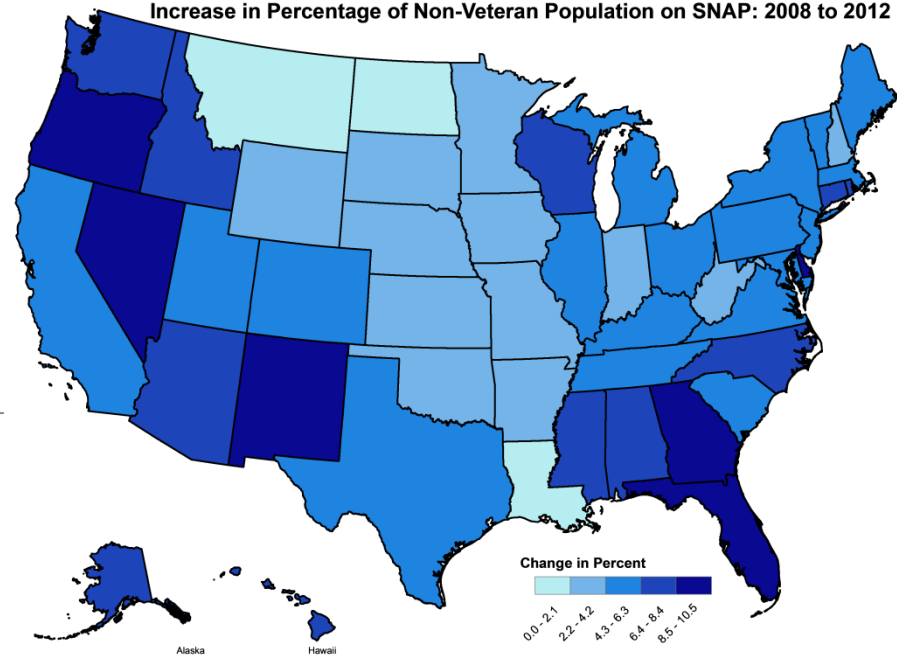 Increase in Percentage of Non-Veteran Population on SNAP: 2008 to 2012
Change in Percent
0.0 - 2.1
2.2 - 4.2
4.3 - 6.3
6.4 - 8.4
8.5 - 10.5
Alaska
Hawaii